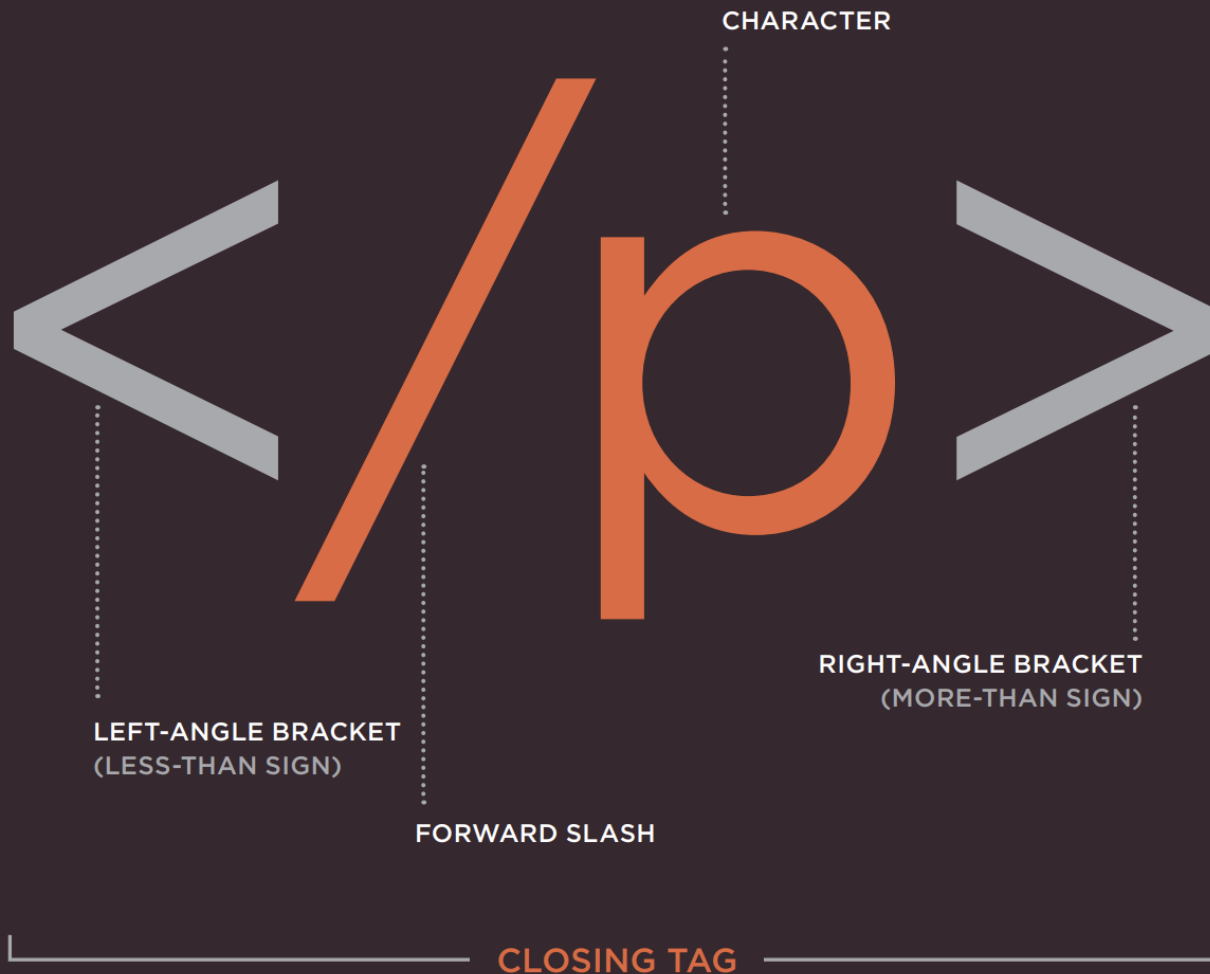 CHARACTER
</p>
RIGHT-ANGLE BRACKET
(MORE-THAN SIGN)
LEFT-ANGLE BRACKET
(LESS-THAN SIGN)
FORWARD SLASH
CLOSING TAG